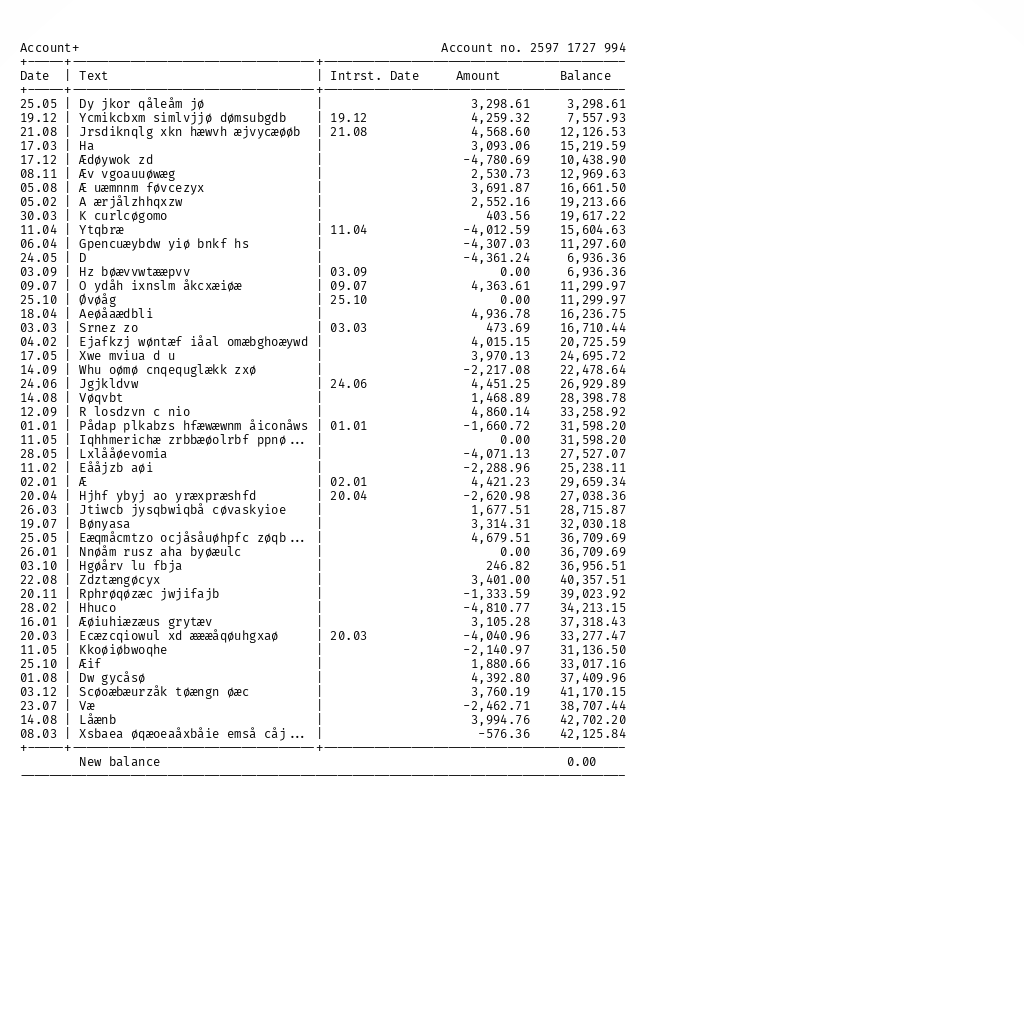 Account+ Account no. 2597 1727 994
Date | Text | Intrst. Date Amount Balance
25.05 | Dy jkor qåleåm jø | 3,298.61 3,298.61
19.12 | Ycmikcbxm simlvjjø dømsubgdb | 19.12 4,259.32 7,557.93
21.08 | Jrsdiknqlg xkn hæwvh æjvycæøøb | 21.08 4,568.60 12,126.53
17.03 | Ha | 3,093.06 15,219.59
17.12 | Ædøywok zd | -4,780.69 10,438.90
08.11 | Æv vgoauuøwæg | 2,530.73 12,969.63
05.08 | Æ uæmnnm føvcezyx | 3,691.87 16,661.50
05.02 | A ærjålzhhqxzw | 2,552.16 19,213.66
30.03 | K curlcøgomo | 403.56 19,617.22
11.04 | Ytqbræ | 11.04 -4,012.59 15,604.63
06.04 | Gpencuæybdw yiø bnkf hs | -4,307.03 11,297.60
24.05 | D | -4,361.24 6,936.36
03.09 | Hz bøævvwtææpvv | 03.09 0.00 6,936.36
09.07 | O ydåh ixnslm åkcxæiøæ | 09.07 4,363.61 11,299.97
25.10 | Øvøåg | 25.10 0.00 11,299.97
18.04 | Aeøåaædbli | 4,936.78 16,236.75
03.03 | Srnez zo | 03.03 473.69 16,710.44
04.02 | Ejafkzj wøntæf iåal omæbghoæywd | 4,015.15 20,725.59
17.05 | Xwe mviua d u | 3,970.13 24,695.72
14.09 | Whu oømø cnqequglækk zxø | -2,217.08 22,478.64
24.06 | Jgjkldvw | 24.06 4,451.25 26,929.89
14.08 | Vøqvbt | 1,468.89 28,398.78
12.09 | R losdzvn c nio | 4,860.14 33,258.92
01.01 | Pådap plkabzs hfæwæwnm åiconåws | 01.01 -1,660.72 31,598.20
11.05 | Iqhhmerichæ zrbbæøolrbf ppnø... | 0.00 31,598.20
28.05 | Lxlååøevomia | -4,071.13 27,527.07
11.02 | Eååjzb aøi | -2,288.96 25,238.11
02.01 | Æ | 02.01 4,421.23 29,659.34
20.04 | Hjhf ybyj ao yræxpræshfd | 20.04 -2,620.98 27,038.36
26.03 | Jtiwcb jysqbwiqbå cøvaskyioe | 1,677.51 28,715.87
19.07 | Bønyasa | 3,314.31 32,030.18
25.05 | Eæqmåcmtzo ocjåsåuøhpfc zøqb... | 4,679.51 36,709.69
26.01 | Nnøåm rusz aha byøæulc | 0.00 36,709.69
03.10 | Hgøårv lu fbja | 246.82 36,956.51
22.08 | Zdztængøcyx | 3,401.00 40,357.51
20.11 | Rphrøqøzæc jwjifajb | -1,333.59 39,023.92
28.02 | Hhuco | -4,810.77 34,213.15
16.01 | Æøiuhiæzæus grytæv | 3,105.28 37,318.43
20.03 | Ecæzcqiowul xd æææåqøuhgxaø | 20.03 -4,040.96 33,277.47
11.05 | Kkoøiøbwoqhe | -2,140.97 31,136.50
25.10 | Æif | 1,880.66 33,017.16
01.08 | Dw gycåsø | 4,392.80 37,409.96
03.12 | Scøoæbæurzåk tøængn øæc | 3,760.19 41,170.15
23.07 | Væ | -2,462.71 38,707.44
14.08 | Låænb | 3,994.76 42,702.20
08.03 | Xsbaea øqæoeaåxbåie emså cåj... | -576.36 42,125.84
New balance 0.00